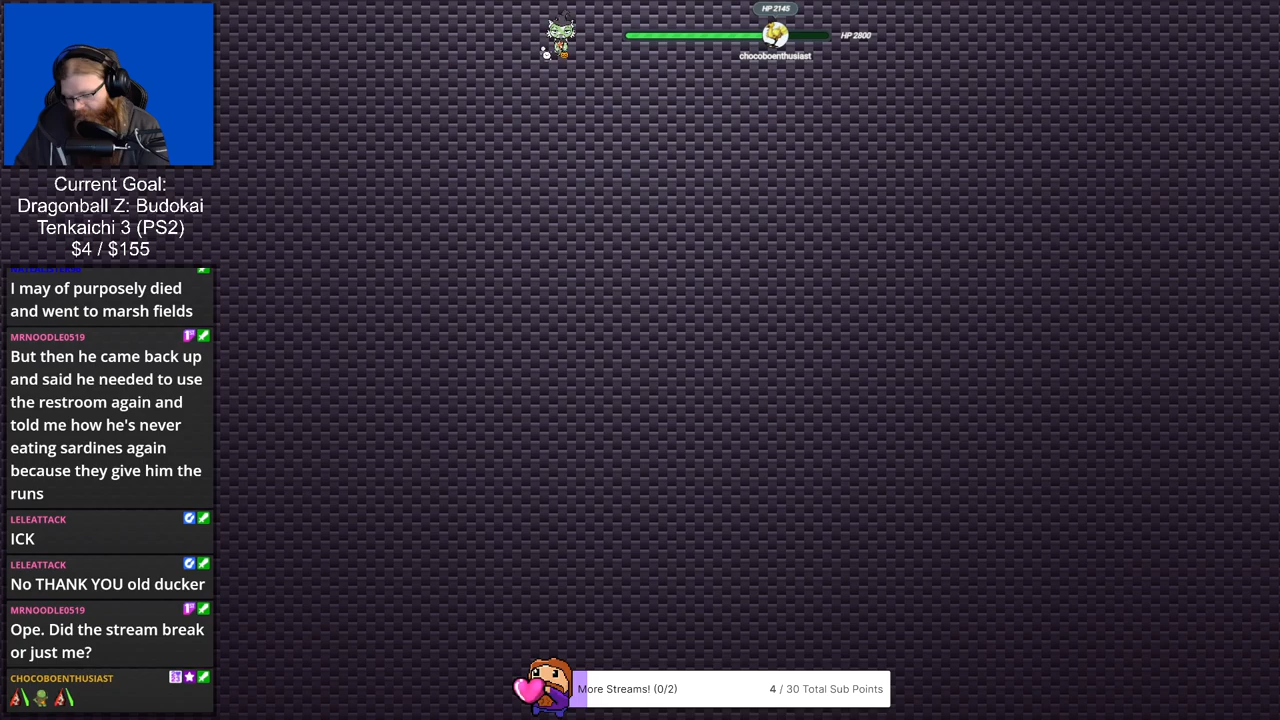 HP 2145
HP 2800
chocoboenthusiast
Current Goal:
Dragonball Z: Budokai
Tenkaichi 3 (PS2)
$4 / $155
I may of purposely died
and went to marsh fields
MRNOODLE0519
But then he came back up
and said he needed to use
the restroom again and
told me how he's never
eating sardines again
because they give him the
runs
LELEATTACK
ICK
LELEATTACK
No THANK YOU old ducker
MRNOODLE0519
Ope. Did the stream break
or just me?
CHOCOBOENTHUSIAST
More Streams! (0/2)
4 / 30 Total Sub Points